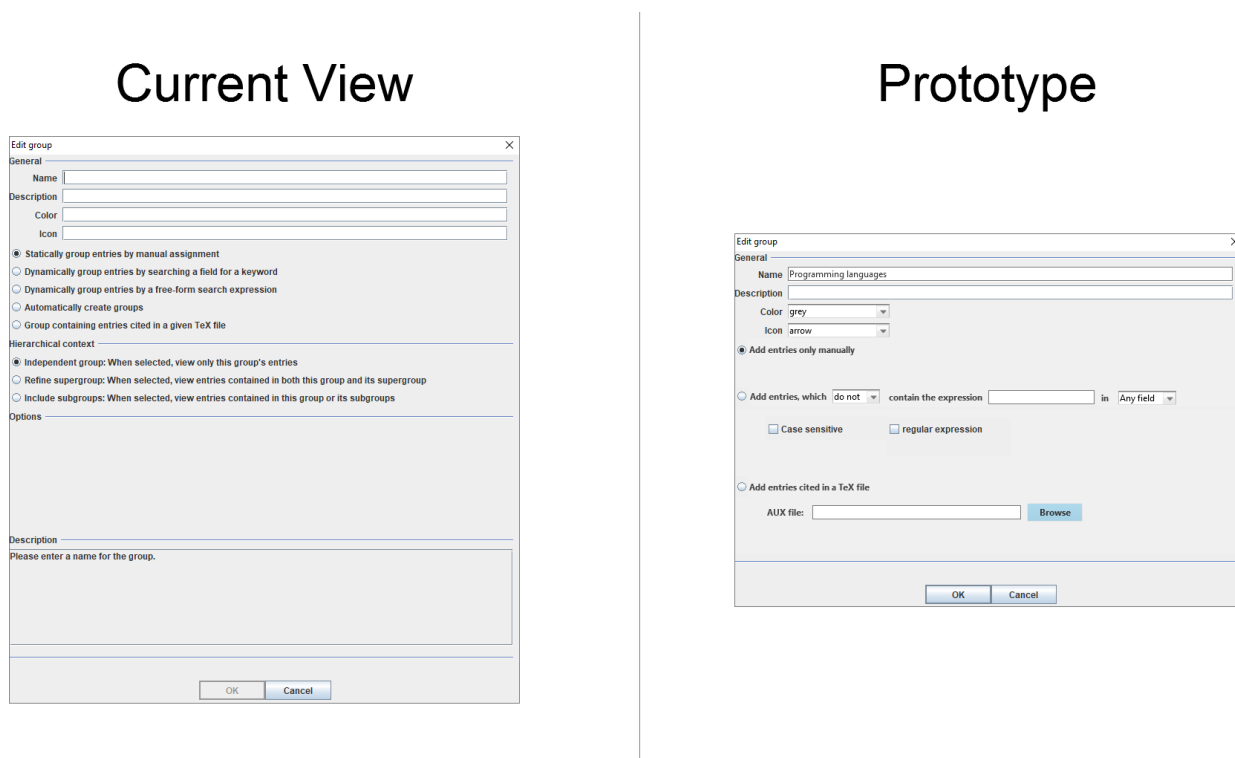 Current View
Edit group
General
Name
Description
Color
Icon
Statically group entries by manual assignment
Dynamically group entries by searching a field for a keyword
Dynamically group entries by a free-form search expression
Automatically create groups
Group containing entries cited in a given TeX file
Hierarchical context
Independent group: When selected, view only this group's entries
Refine supergroup: When selected, view entries contained in both this group and its supergroup
Include subgroups: When selected, view entries contained in this group or its subgroups
Options
Description
Please enter a name for the group.
OK Cancel
Prototype
Edit group
General
Name Programming languages
Description
Color grey
Icon arrow
Add entries only manually
Add entries, which do not contain the expression in Any field
Case sensitive regular expression
Add entries cited in a TeX file
AUX file: Browse
OK Cancel